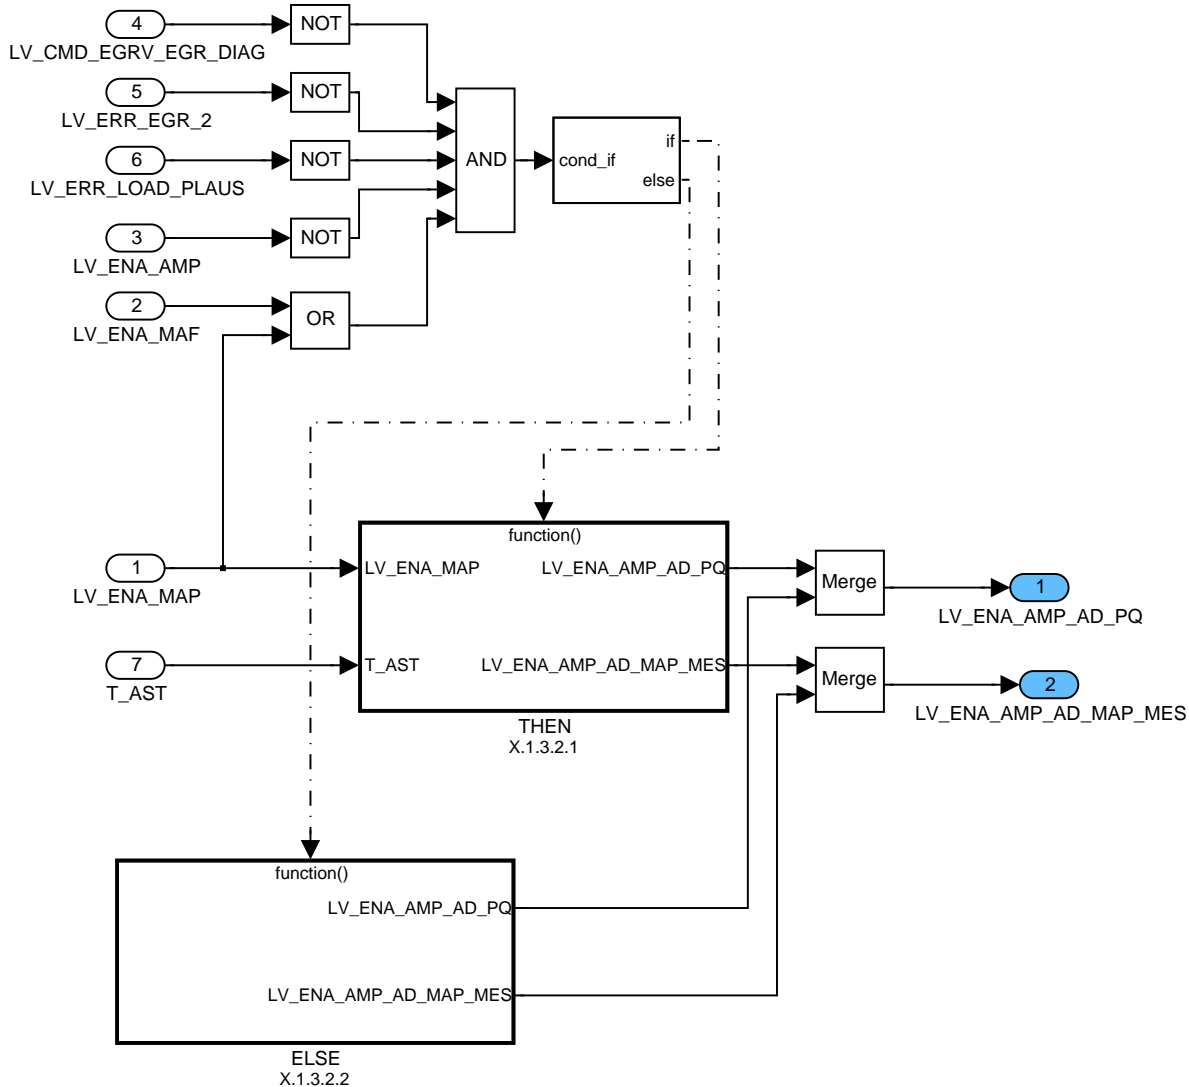 4
NOT
LV_CMD_EGRV_EGR_DIAG
5
NOT
LV_ERR_EGR_2
6
NOT
LV_ERR_LOAD_PLAUS
3
NOT
LV_ENA_AMP
2
LV_ENA_MAF
OR
AND
cond_if
if
else
function()
1
LV_ENA_MAP
LV_ENA_MAP
LV_ENA_AMP_AD_PQ
Merge
1
LV_ENA_AMP_AD_PQ
7
T_AST
T_AST
LV_ENA_AMP_AD_MAP_MES
Merge
2
LV_ENA_AMP_AD_MAP_MES
THEN
X.1.3.2.1
function()
LV_ENA_AMP_AD_PQ
LV_ENA_AMP_AD_MAP_MES
ELSE
X.1.3.2.2